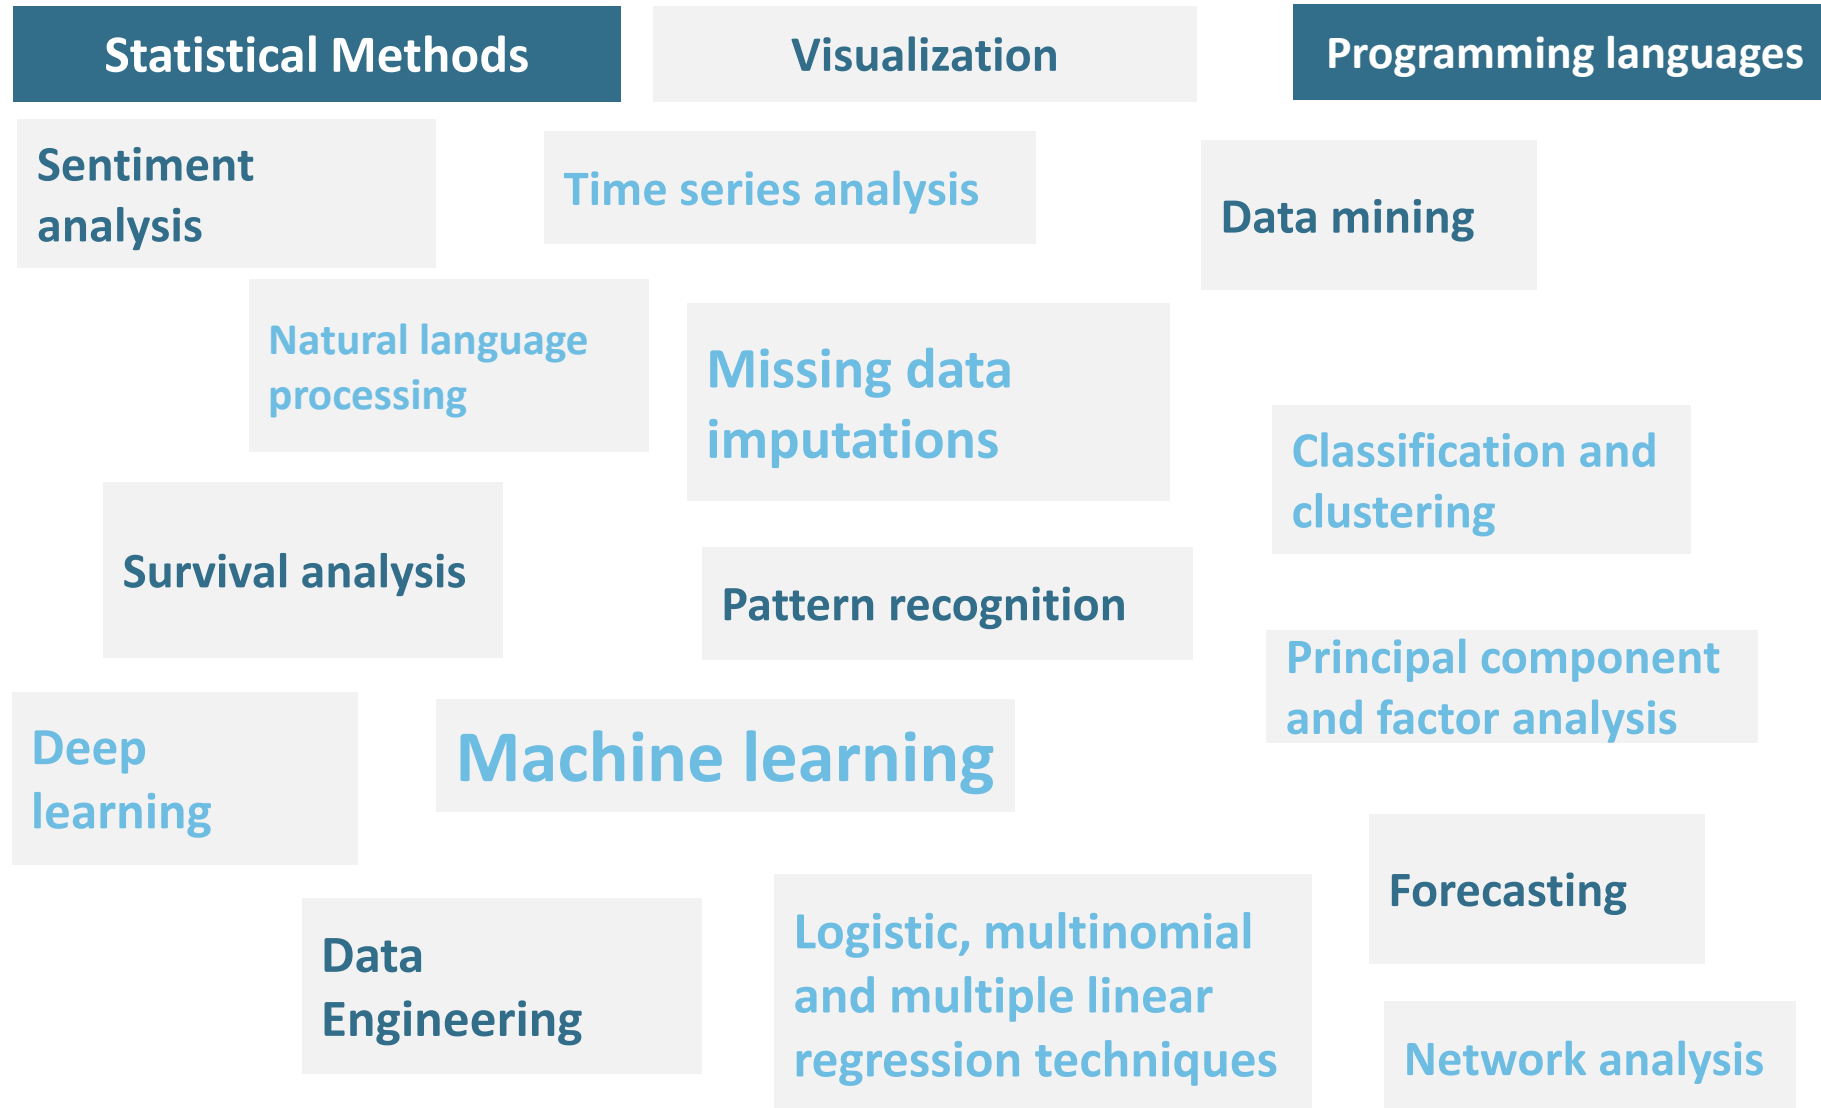 Statistical Methods
Visualization
Programming languages
Sentiment
analysis
Time series analysis
Data mining
Natural language
processing
Missing data
imputations
Classification and
clustering
Survival analysis
Pattern recognition
Principal component
and factor analysis
Deep
learning
Machine learning
Forecasting
Data
Engineering
Logistic, multinomial
and multiple linear
regression techniques
Network analysis